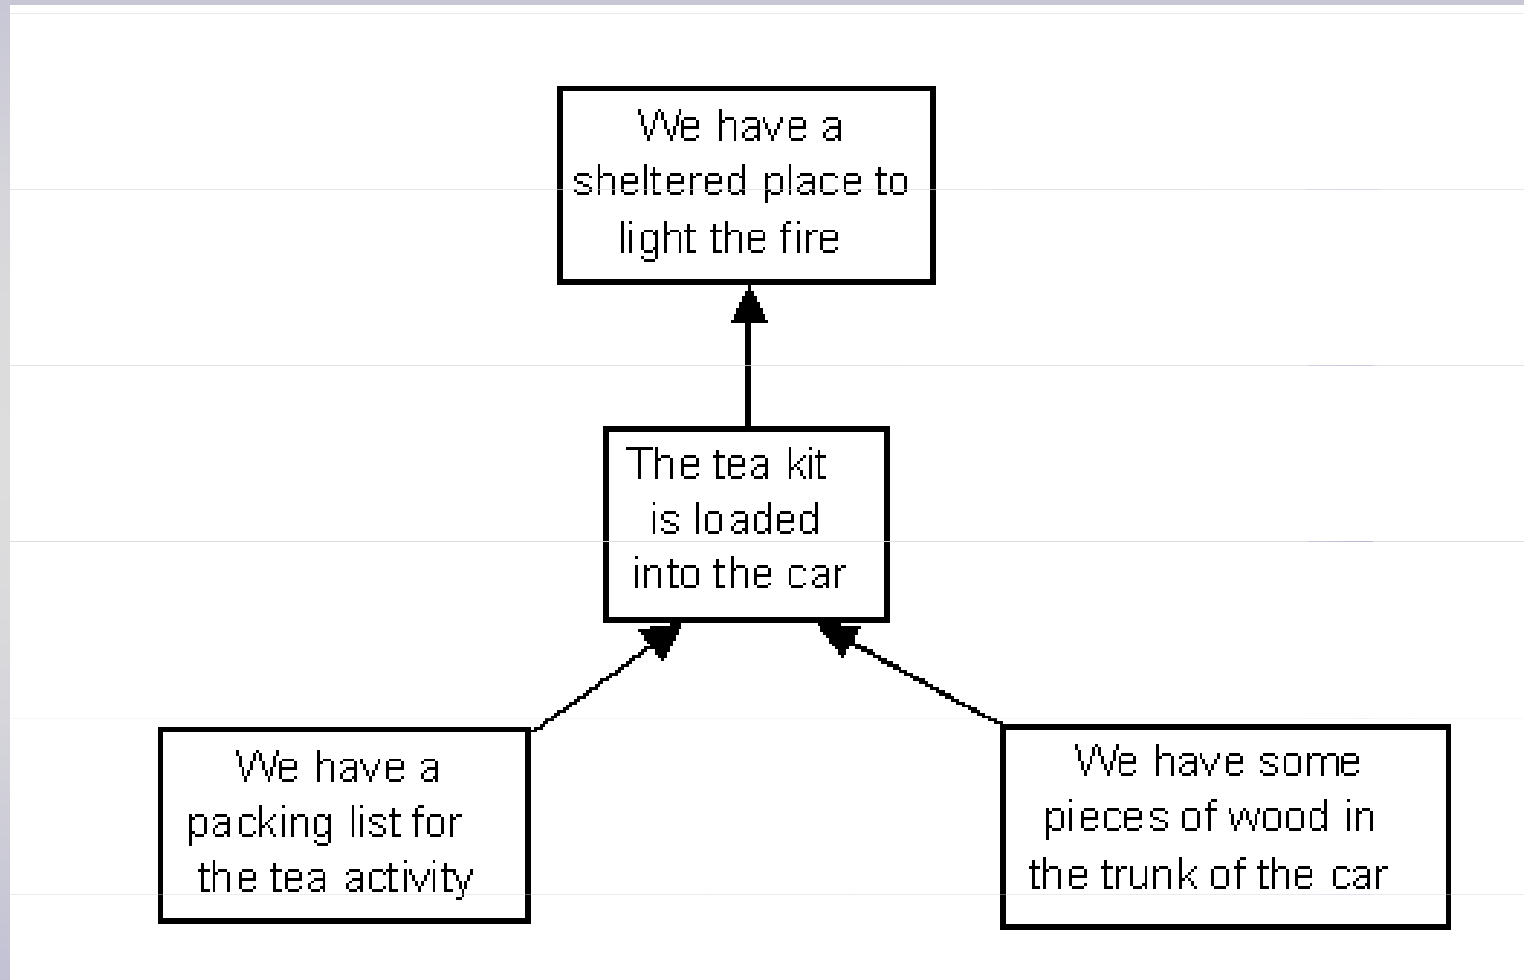 We have a
sheltered place to
light the fire
The tea kit
is loaded
into the car
We have a
packing list for
the tea activity
We have some
pieces of wood in
the trunk of the car